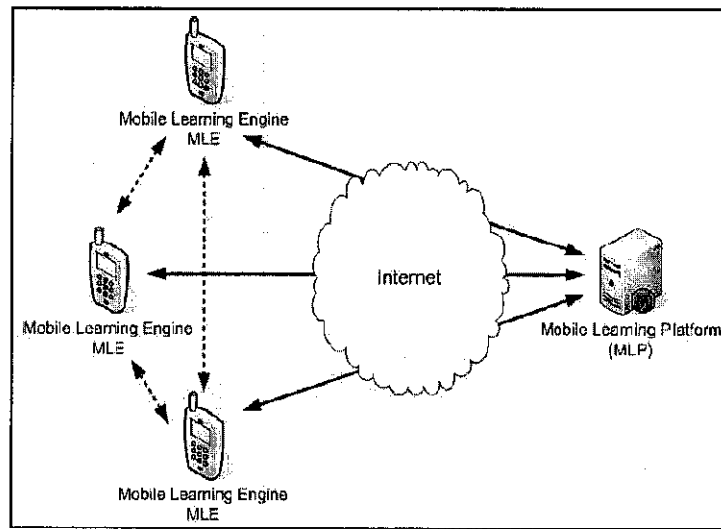 Mobile Learning Engine
MLE
Internet
Mobile Learning Engine
MLE
Mobile Learning Platform
(MLP)
Mobile Learning Engine
MLE